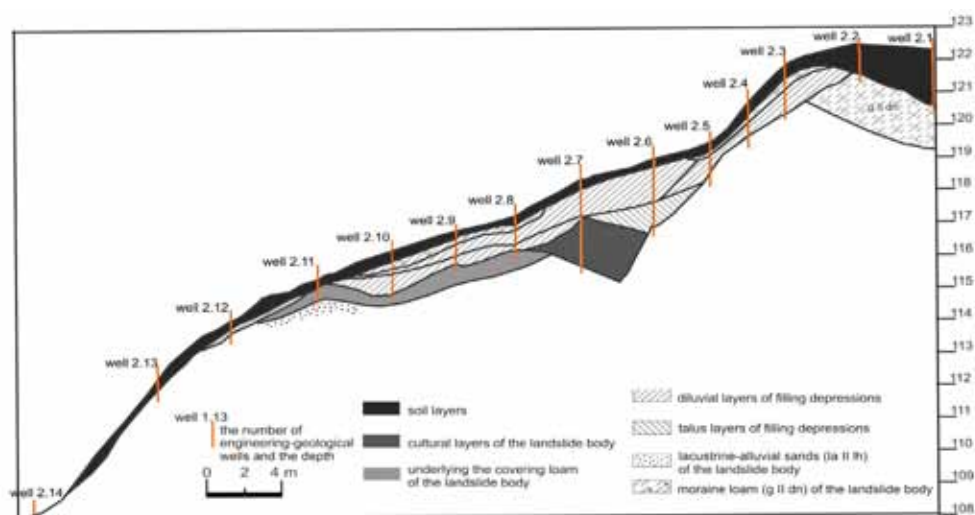 123
well 2.2
well 2.1
well 2.3
122
well 2.4
121
g II dn
120
well 2.5
well 2.6
119
well 2.7
118
well 2.8
117
well 2.9
well 2.10
116
well 2.11
115
well 2.12
114
113
well 2.13
112
111
110
109
108
well 2.14
well 1.13
the number of
engineering-geological
wells and the depth
0 2 4 m
soil layers
cultural layers of the landslide body
underlying the covering loam
of the landslide body
diluvial layers of filling depressions
talus layers of filling depressions
lacustrine-alluvial sands (la II lh)
of the landslide body
moraine loam (g II dn) of the landslide body